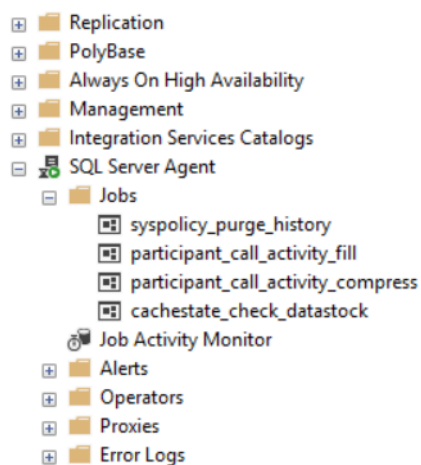 Replication
PolyBase
Always On High Availability
Management
Integration Services Catalogs
SQL Server Agent
Jobs
syspolicy_purge_history
participant_call_activity_fill
participant_call_activity_compress
cachestate_check_datastock
Job Activity Monitor
Alerts
Operators
Proxies
Error Logs